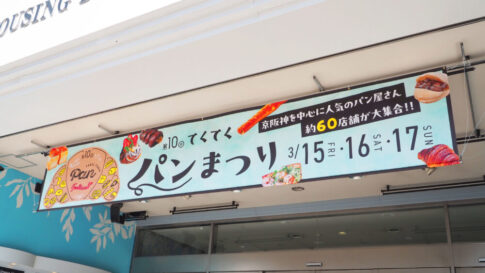 OUSING
第10回
てくてく
パンまつり
京阪神を中心に人気のパン屋さん
約60店舗が大集合!!
3/15 FRI・16 SAT・17 SUN
Pan